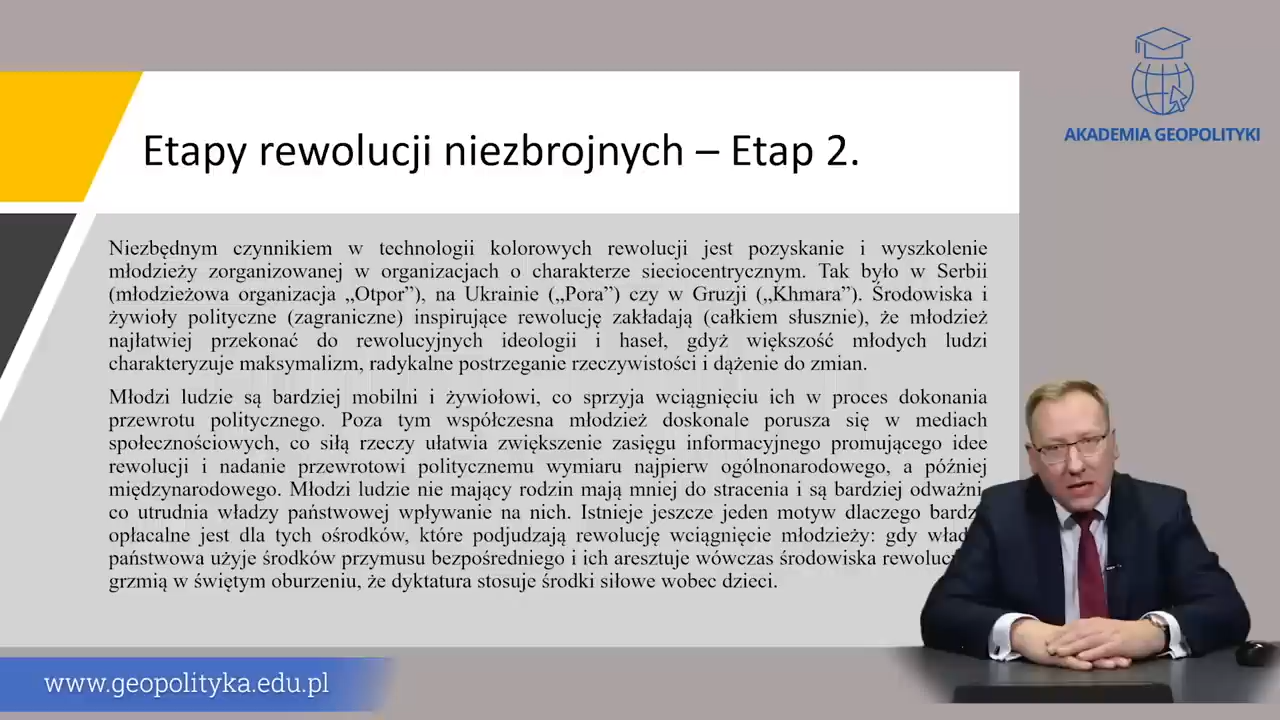 AKADEMIA GEOPOLITYKI
Etapy rewolucji niezbrojnych – Etap 2.
Niezbędnym czynnikiem w technologii kolorowych rewolucji jest pozyskanie i wyszkolenie
młodzieży zorganizowanej w organizacjach o charakterze sieciocentrycznym. Tak było w Serbii
(młodzieżowa organizacja „Otpor”), na Ukrainie („Pora”) czy w Gruzji („Khmara”). Środowiska i
żywioły polityczne (zagraniczne) inspirujące rewolucję zakładają (całkiem słusznie), że młodzież
najłatwiej przekonać do rewolucyjnych ideologii i haseł, gdyż większość młodych ludzi
charakteryzuje maksymalizm, radykalne postrzeganie rzeczywistości i dążenie do zmian.
Młodzi ludzie są bardziej mobilni i żywiołowi, co sprzyja wciągnięciu ich w proces dokonania
przewrotu politycznego. Poza tym współczesna młodzież doskonale porusza się w mediach
społecznościowych, co siłą rzeczy ułatwia zwiększenie zasięgu informacyjnego promującego idee
rewolucji i nadanie przewrotowi politycznemu wymiaru najpierw ogólnonarodowego, a później
międzynarodowego. Młodzi ludzie nie mający rodzin mają mniej do stracenia i są bardziej odważni
co utrudnia władzy państwowej wpływanie na nich. Istnieje jeszcze jeden motyw dlaczego
opłacalne jest dla tych ośrodków, które podjudzają rewolucję wciągnięcie młodzieży: gdy
państwowa użyje środków przymusu bezpośredniego i ich aresztuje wówczas środowiska
grzmią w świętym oburzeniu, że dyktatura stosuje środki siłowe wobec dzieci.
www.geopolityka.edu.pl